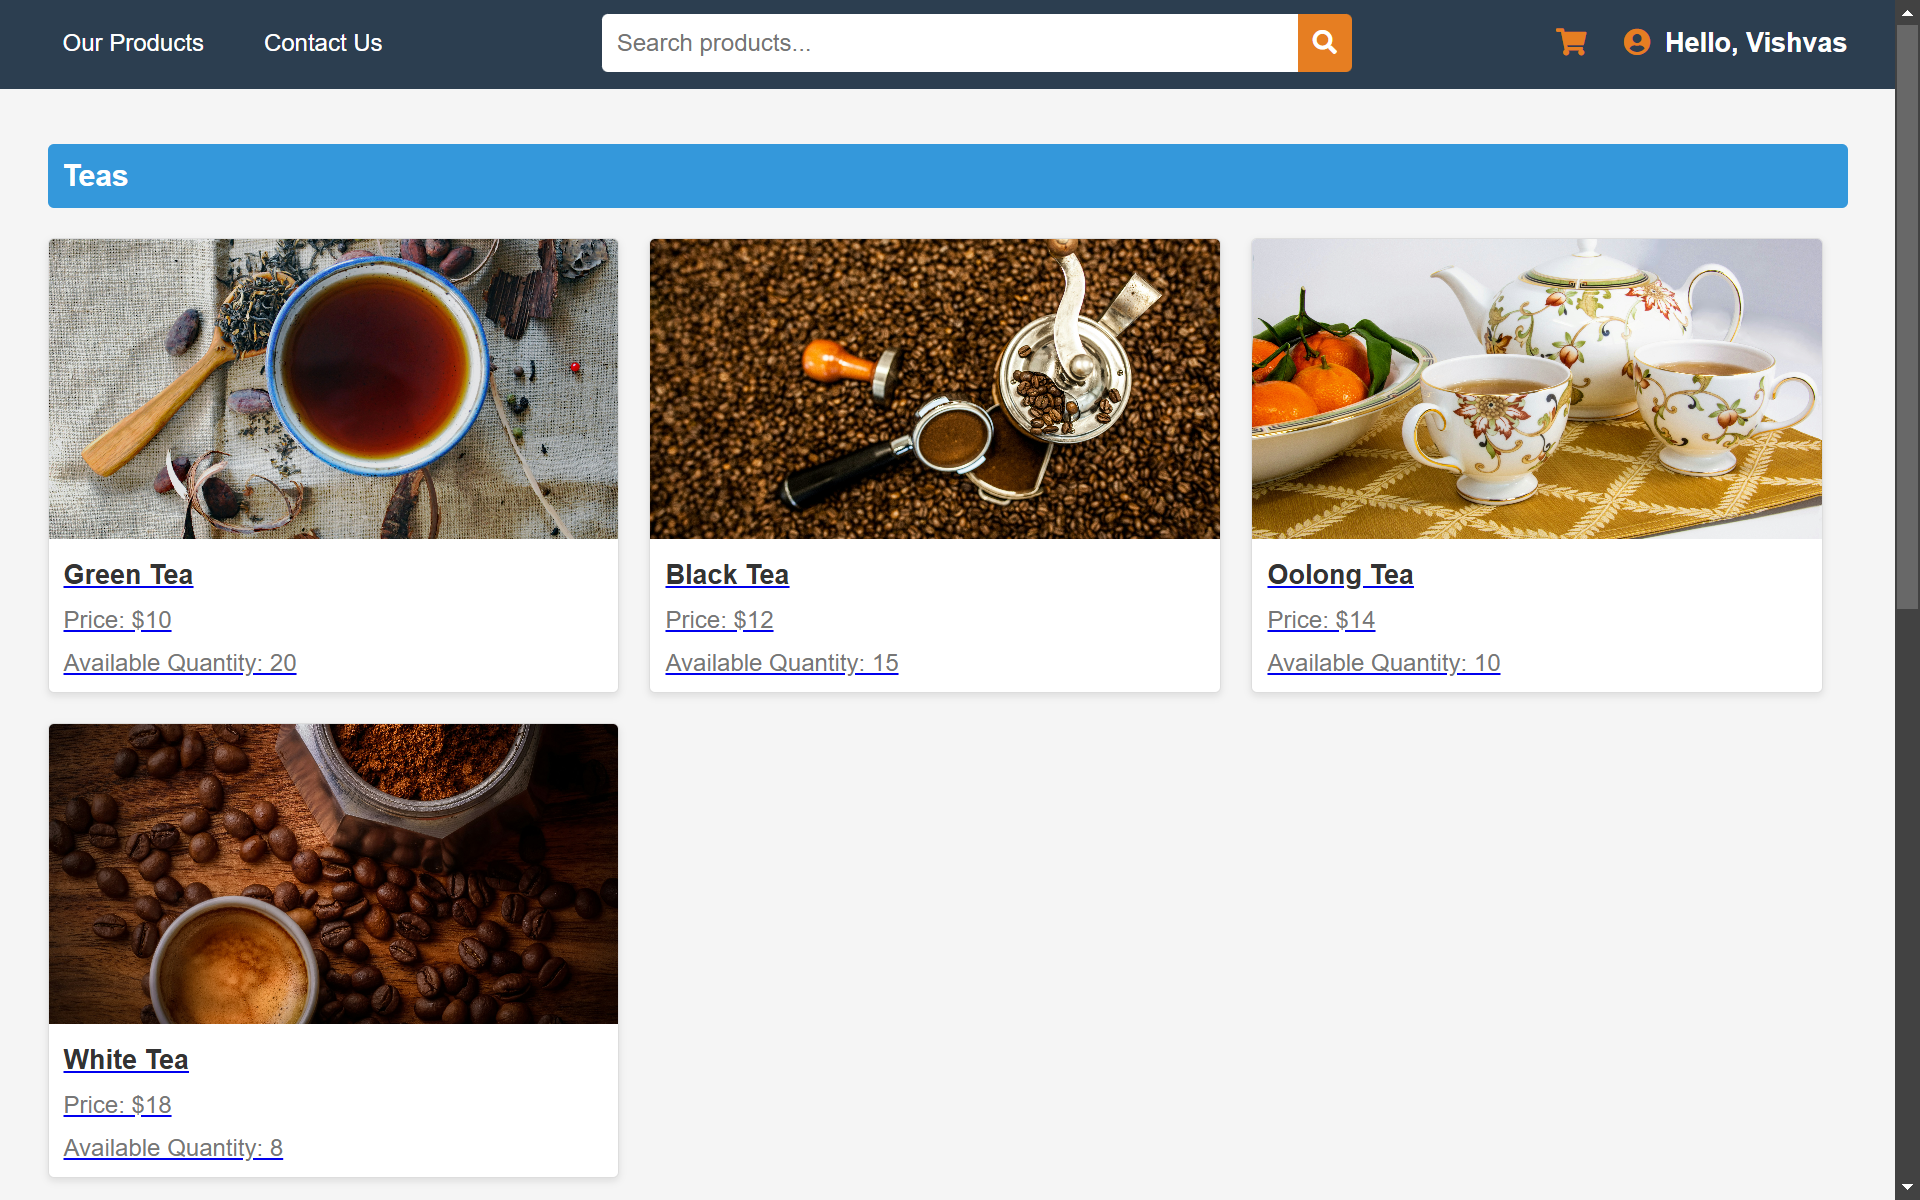 Our Products
Contact Us
Search products...
Hello, Vishvas
Teas
Green Tea
Price: $10
Available Quantity: 20
Black Tea
Price: $12
Available Quantity: 15
Oolong Tea
Price: $14
Available Quantity: 10
White Tea
Price: $18
Available Quantity: 8